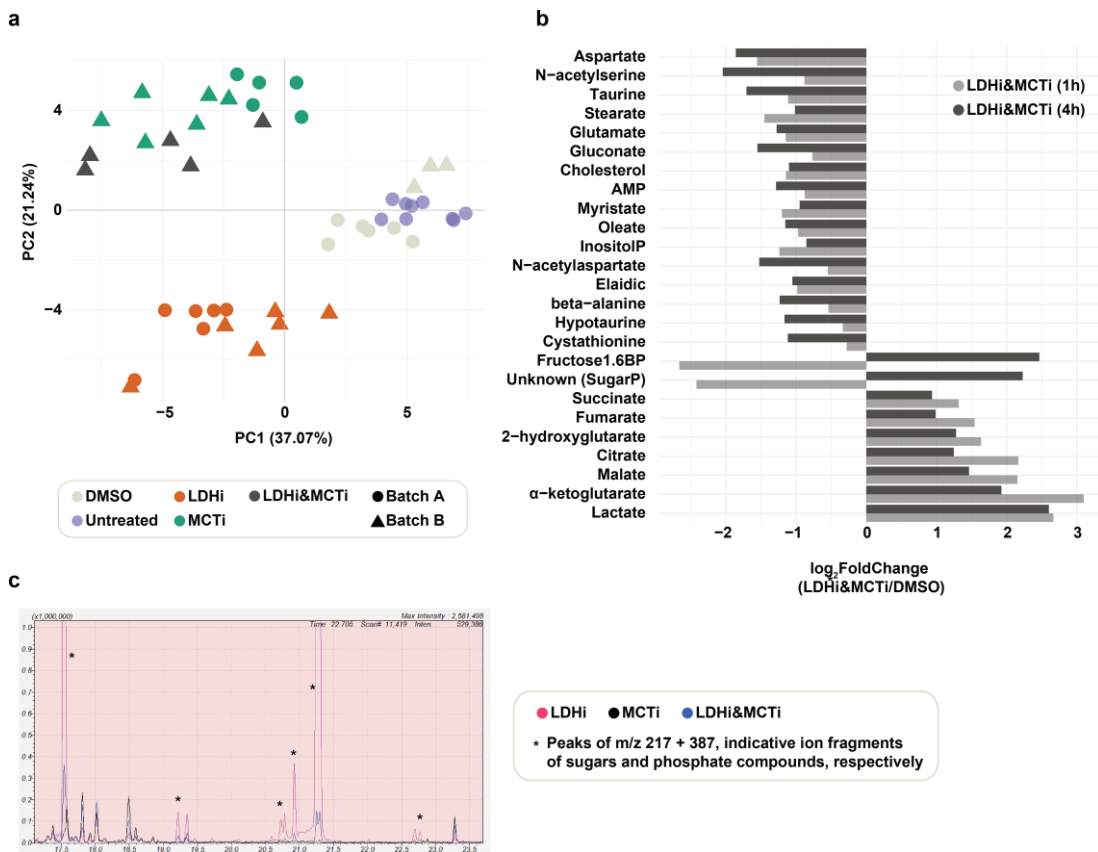 a
4
0
−4
PC2 (21.24%)
−5
0
5
PC1 (37.07%)
DMSO
LDHi
LDHi&MCTi
Batch A
Untreated
MCTi
Batch B
b
Aspartate
N−acetylserine
Taurine
Stearate
Glutamate
Gluconate
Cholesterol
AMP
Myristate
Oleate
InositolP
N−acetylaspartate
Elaidic
beta−alanine
Hypotaurine
Cystathionine
Fructose1.6BP
Unknown (SugarP)
Succinate
Fumarate
2−hydroxyglutarate
Citrate
Malate
α−ketoglutarate
Lactate
LDHi&MCTi (1h)
LDHi&MCTi (4h)
−2
−1
0
1
2
3
log2FoldChange
(LDHi&MCTi/DMSO)
c
(x1,000,000)
Max Intensity : 2,581,498
Time 22.705 Scan# 11,419 Inten. 529,386
1.0
0.9
0.8
0.7
0.6
0.5
0.4
0.3
0.2
0.1
0.0
17.5
18.0
18.5
19.0
19.5
20.0
20.5
21.0
21.5
22.0
22.5
23.0
23.5
*
*
*
*
*
*
LDHi
MCTi
LDHi&MCTi
* Peaks of m/z 217 + 387, indicative ion fragments
of sugars and phosphate compounds, respectively